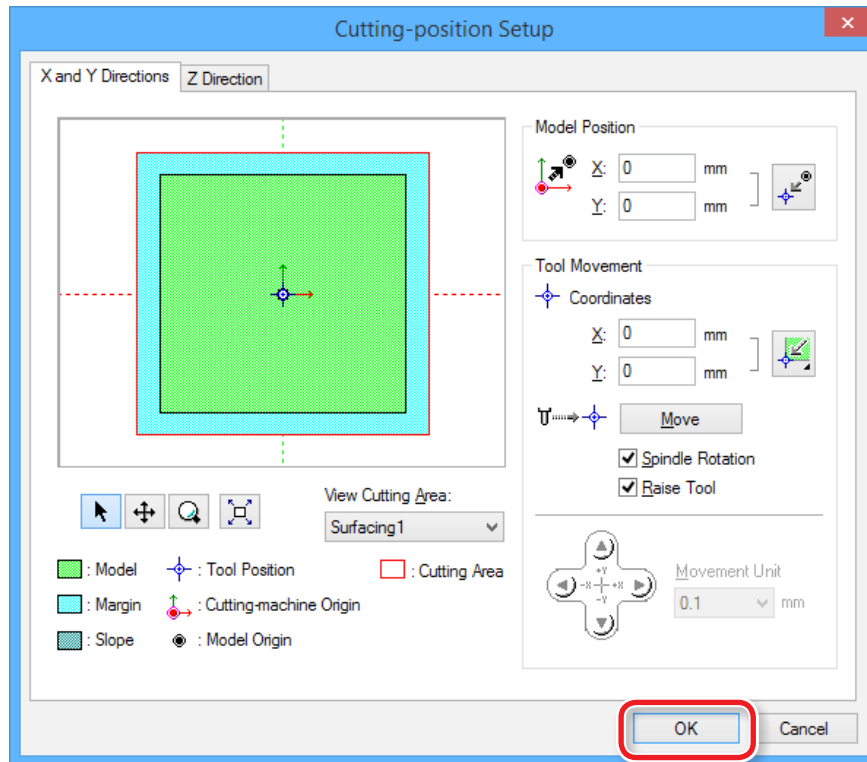 Cutting-position Setup
X and Y Directions
Z Direction
Model Position
X: 0 mm
Y: 0 mm
Tool Movement
Coordinates
X: 0 mm
Y: 0 mm
Move
Spindle Rotation
Raise Tool
+Y
-X +X
-Y
Movement Unit
0.1 mm
View Cutting Area:
Surfacing1
: Model
: Tool Position
: Cutting Area
: Margin
: Cutting-machine Origin
: Slope
: Model Origin
OK
Cancel